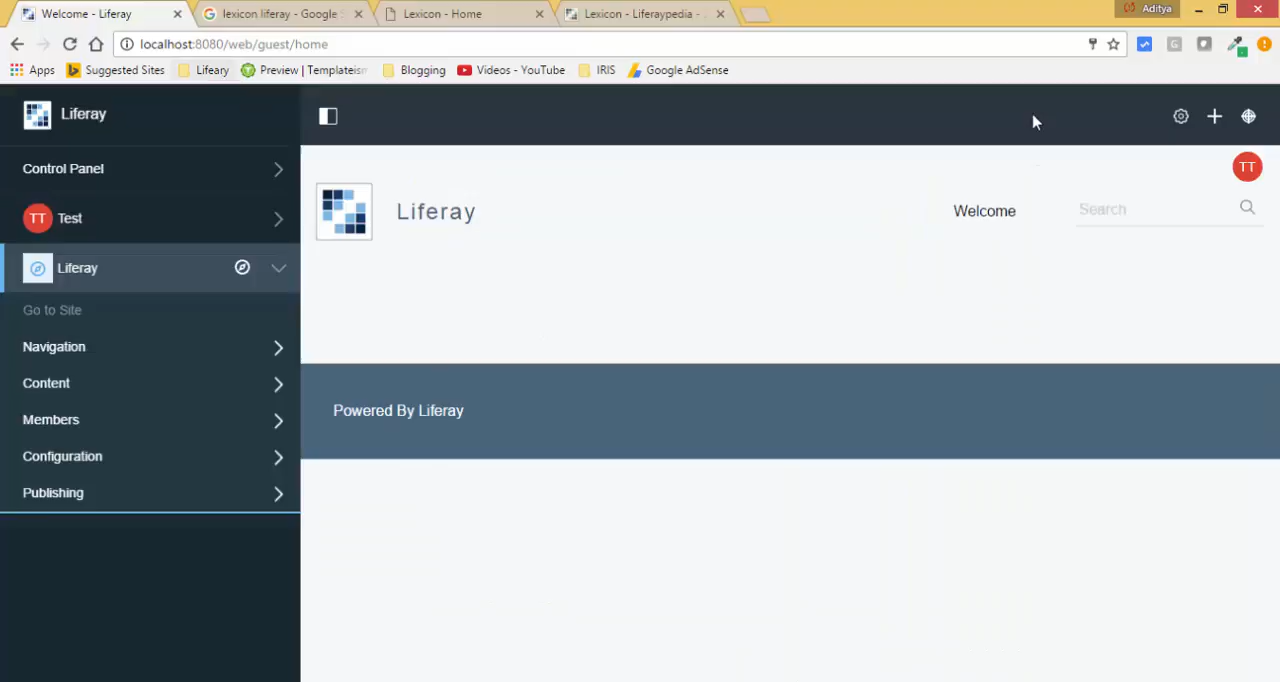 Welcome - Liferay
lexicon liferay - Google S
Lexicon - Home
Lexicon - Liferaypedia -
Aditya
localhost:8080/web/guest/home
Apps
Suggested Sites
Lifeary
Preview | Templateism
Blogging
Videos - YouTube
IRIS
Google AdSense
Liferay
Control Panel
TT Test
Liferay
Go to Site
Navigation
Content
Members
Configuration
Publishing
TT
Liferay
Welcome
Search
Powered By Liferay